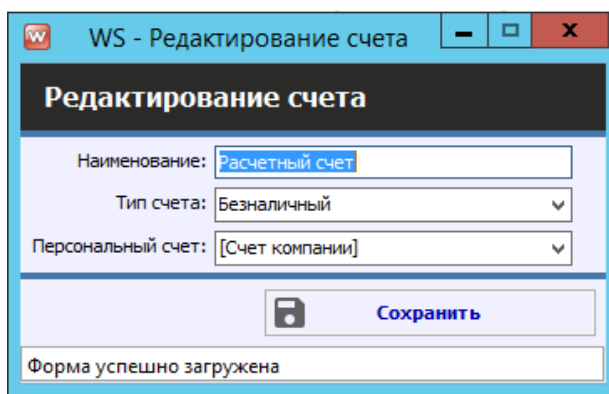 WS - Редактирование счета
Редактирование счета
Наименование: Расчетный счет
Тип счета: Безналичный
Персональный счет: [Счет компании]
Сохранить
Форма успешно загружена